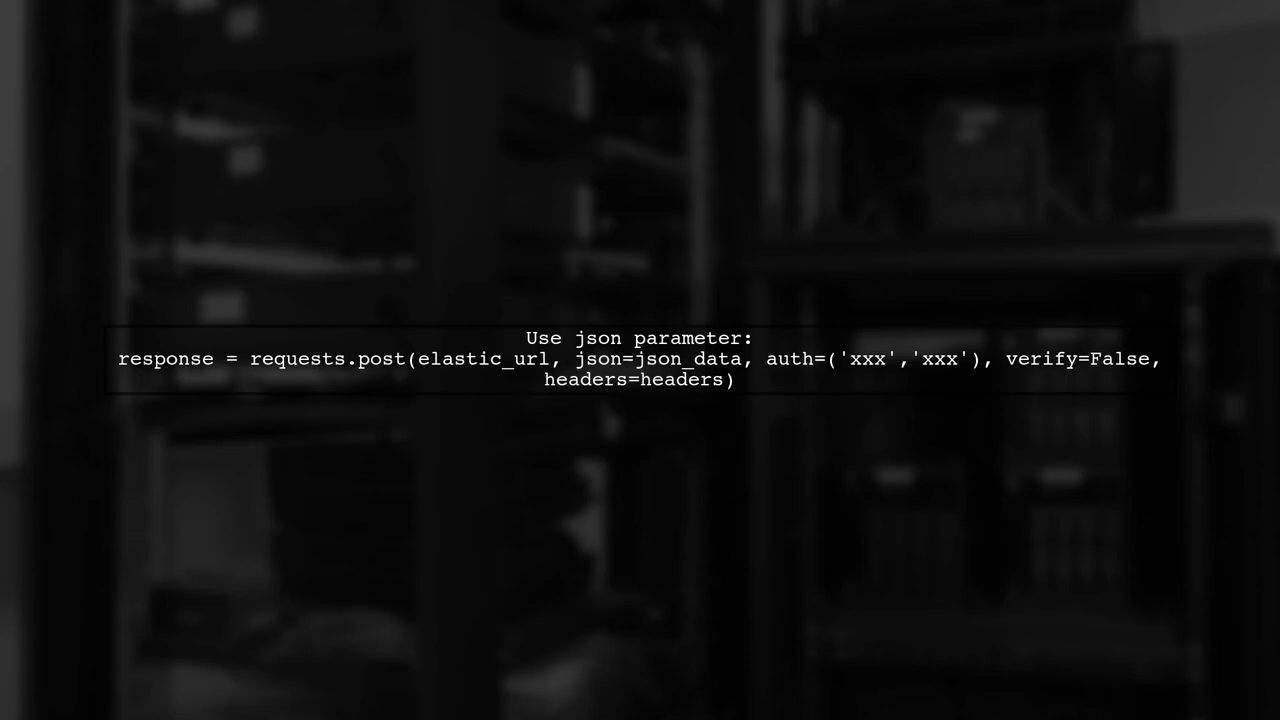 Use json parameter:
response = requests.post(elastic_url, json=json_data, auth=('xxx','xxx'), verify=False,
headers=headers)